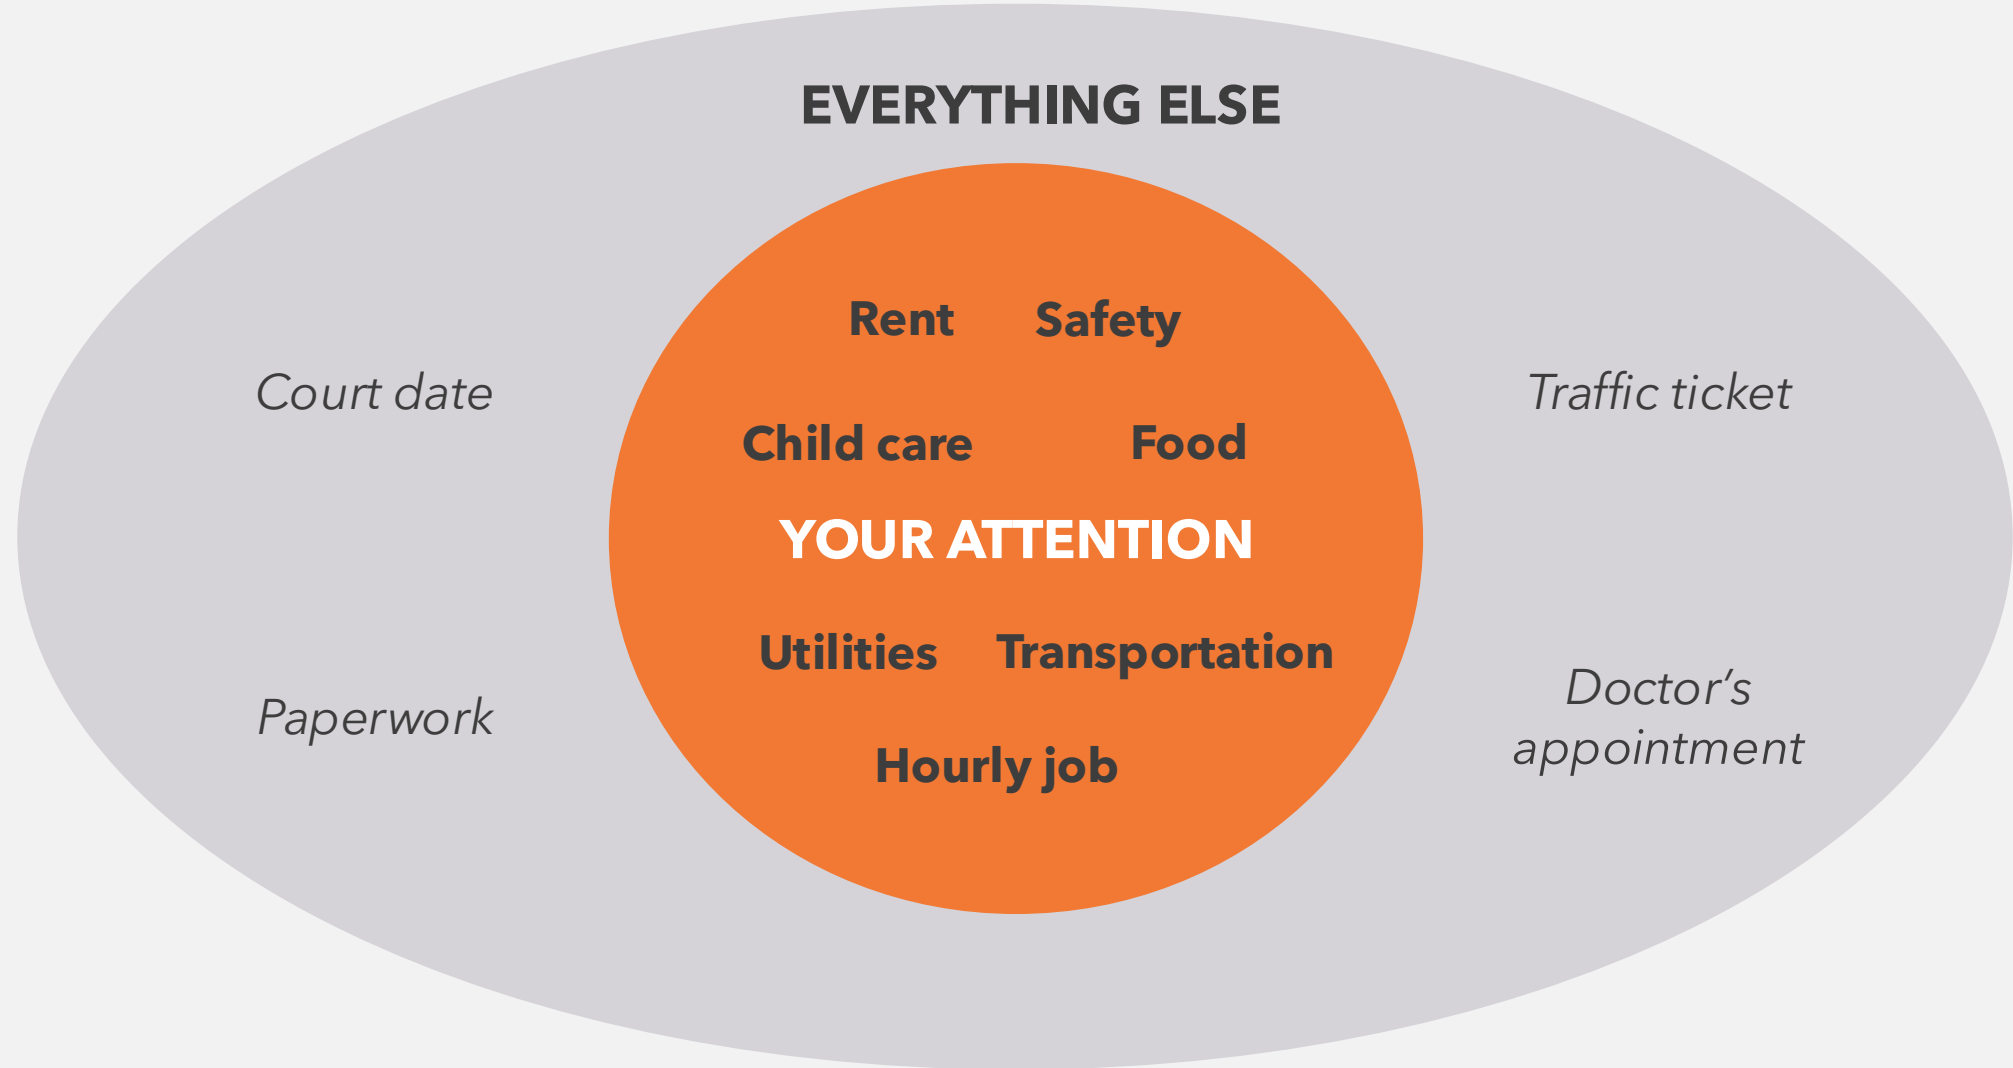 EVERYTHING ELSE
Rent Safety
Court date
Traffic ticket
Child care Food
YOUR ATTENTION
Utilities Transportation
Paperwork
Doctor’s
appointment
Hourly job